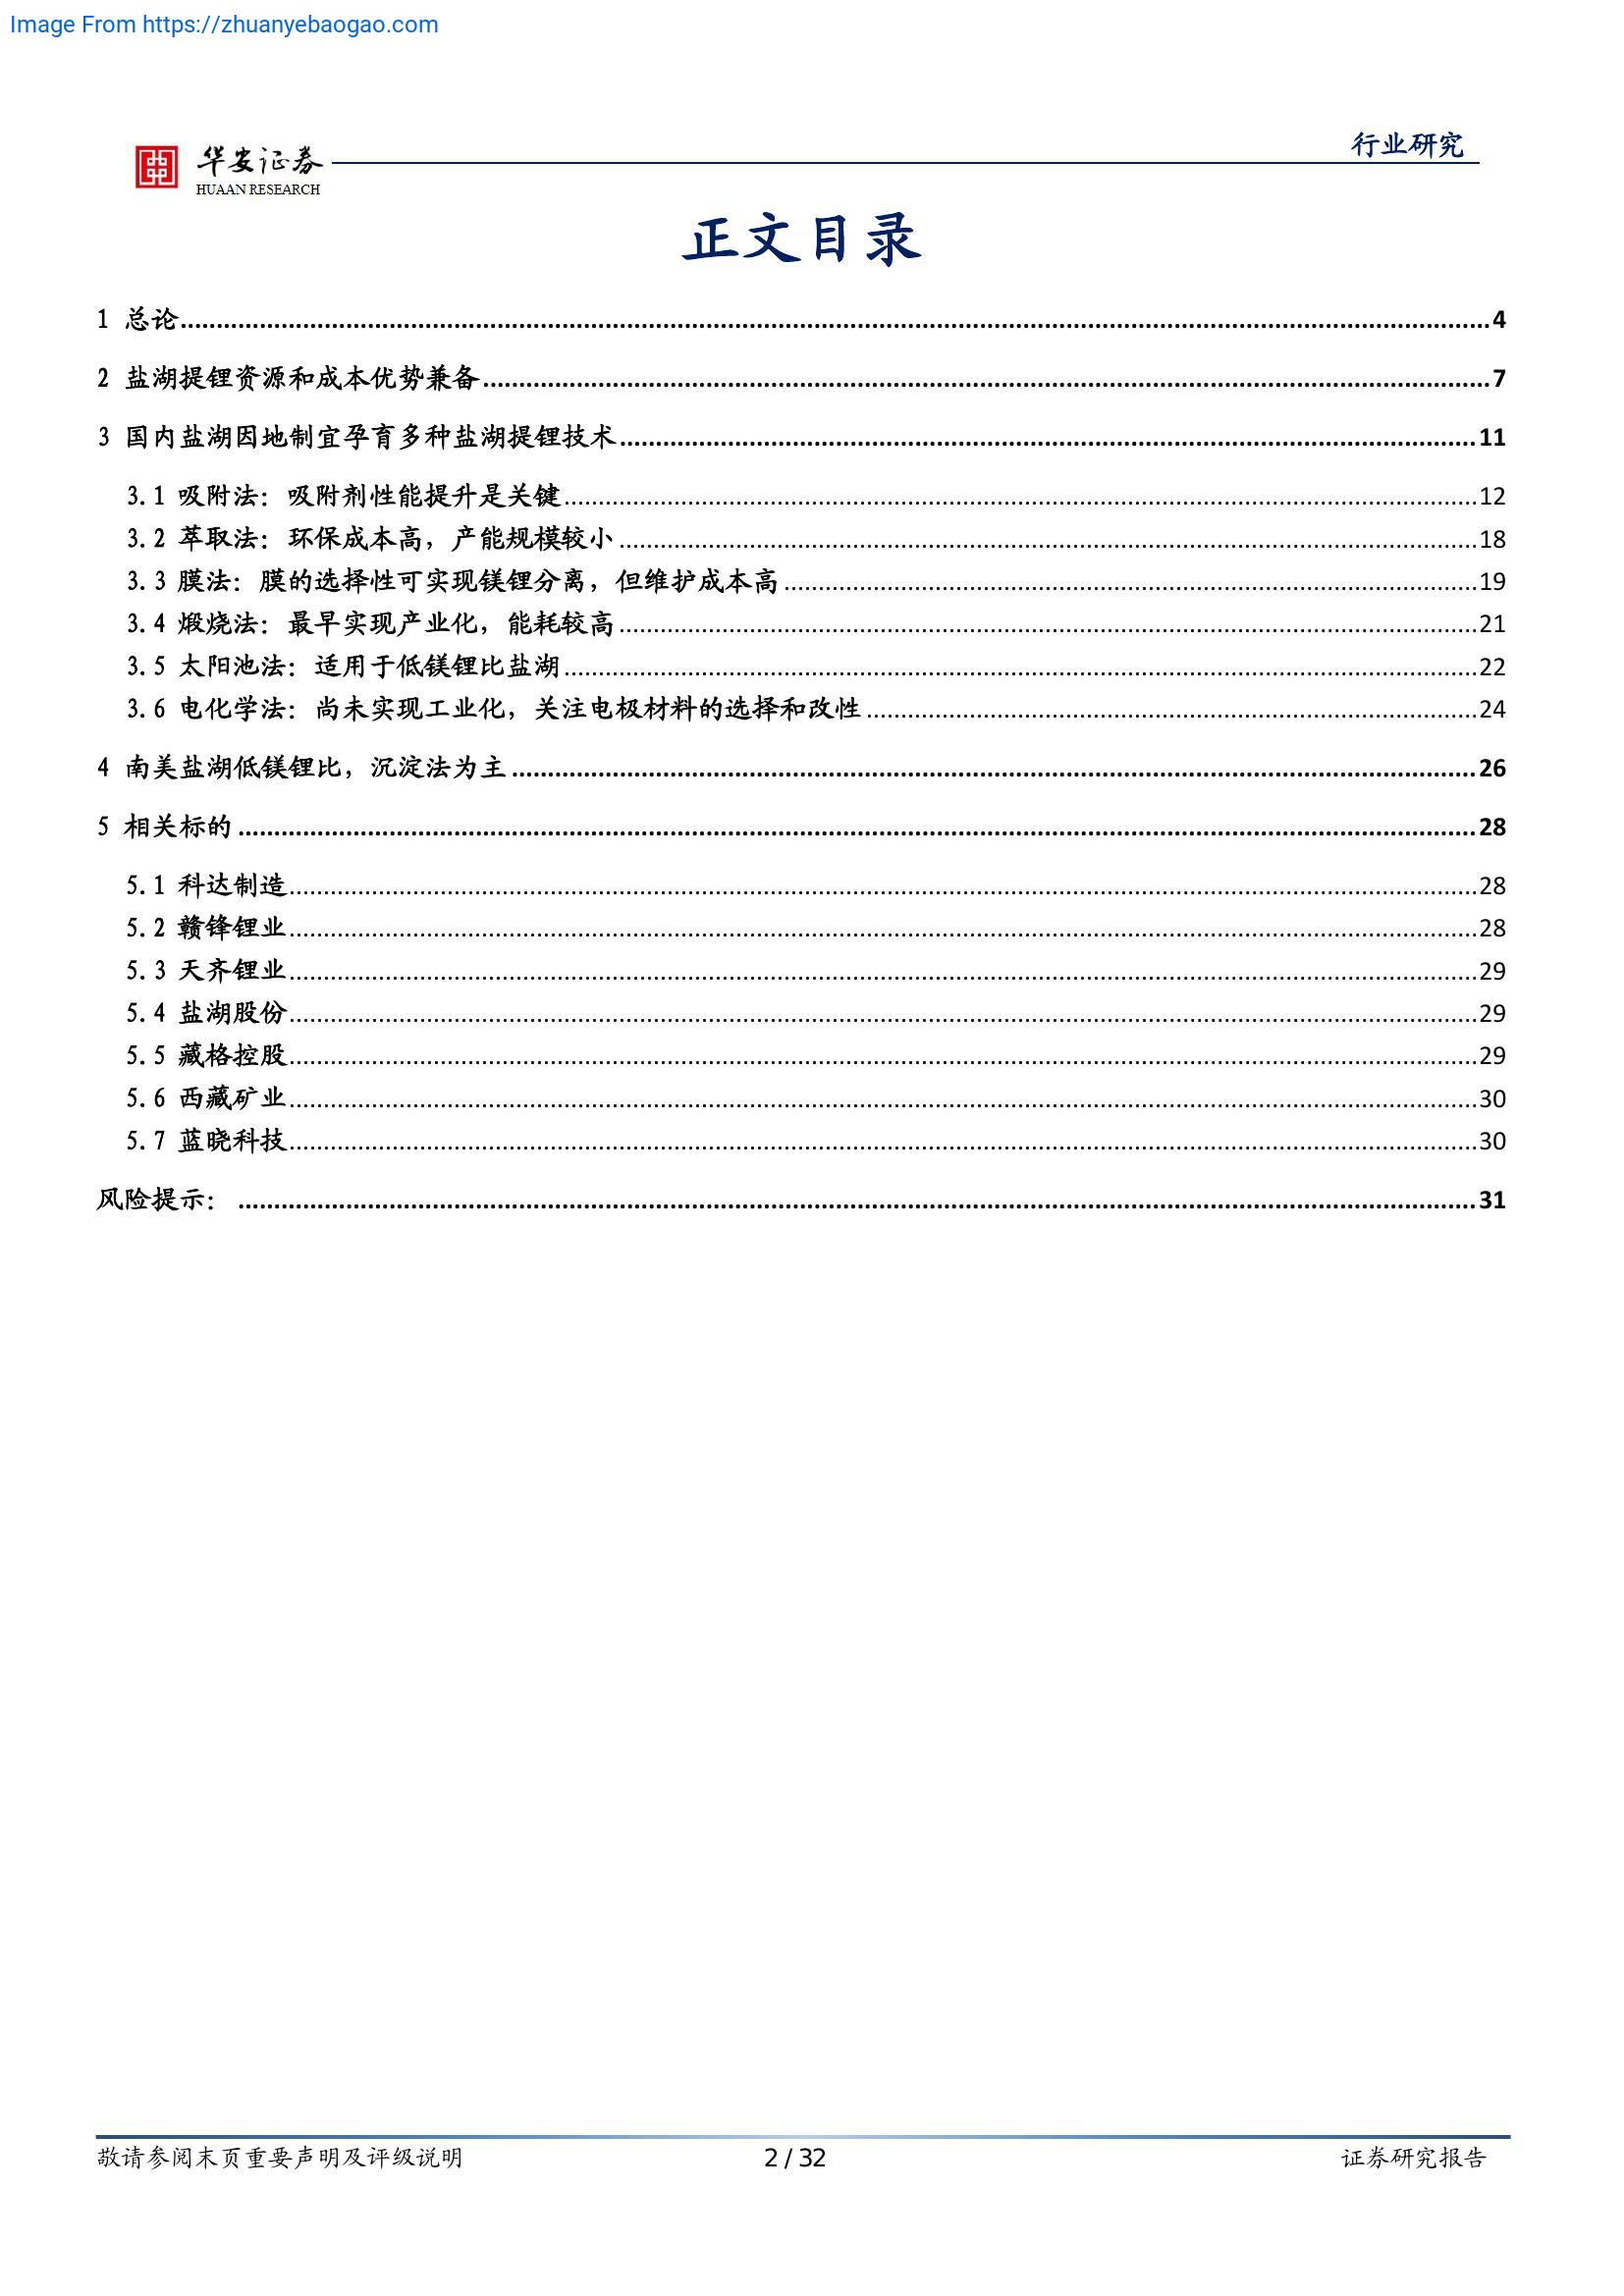 Image From https://zhuanyebaogao.com
华安证券
HUAAN RESEARCH
行业研究
正文目录
1 总论 4
2 盐湖提锂资源和成本优势兼备 7
3 国内盐湖因地制宜孕育多种盐湖提锂技术 11
3.1 吸附法：吸附剂性能提升是关键 12
3.2 萃取法：环保成本高，产能规模较小 18
3.3 膜法：膜的选择性可实现镁锂分离，但维护成本高 19
3.4 煅烧法：最早实现产业化，能耗较高 21
3.5 太阳池法：适用于低镁锂比盐湖 22
3.6 电化学法：尚未实现工业化，关注电极材料的选择和改性 24
4 南美盐湖低镁锂比，沉淀法为主 26
5 相关标的 28
5.1 科达制造 28
5.2 赣锋锂业 28
5.3 天齐锂业 29
5.4 盐湖股份 29
5.5 藏格控股 29
5.6 西藏矿业 30
5.7 蓝晓科技 30
风险提示： 31
敬请参阅末页重要声明及评级说明 2 / 32 证券研究报告